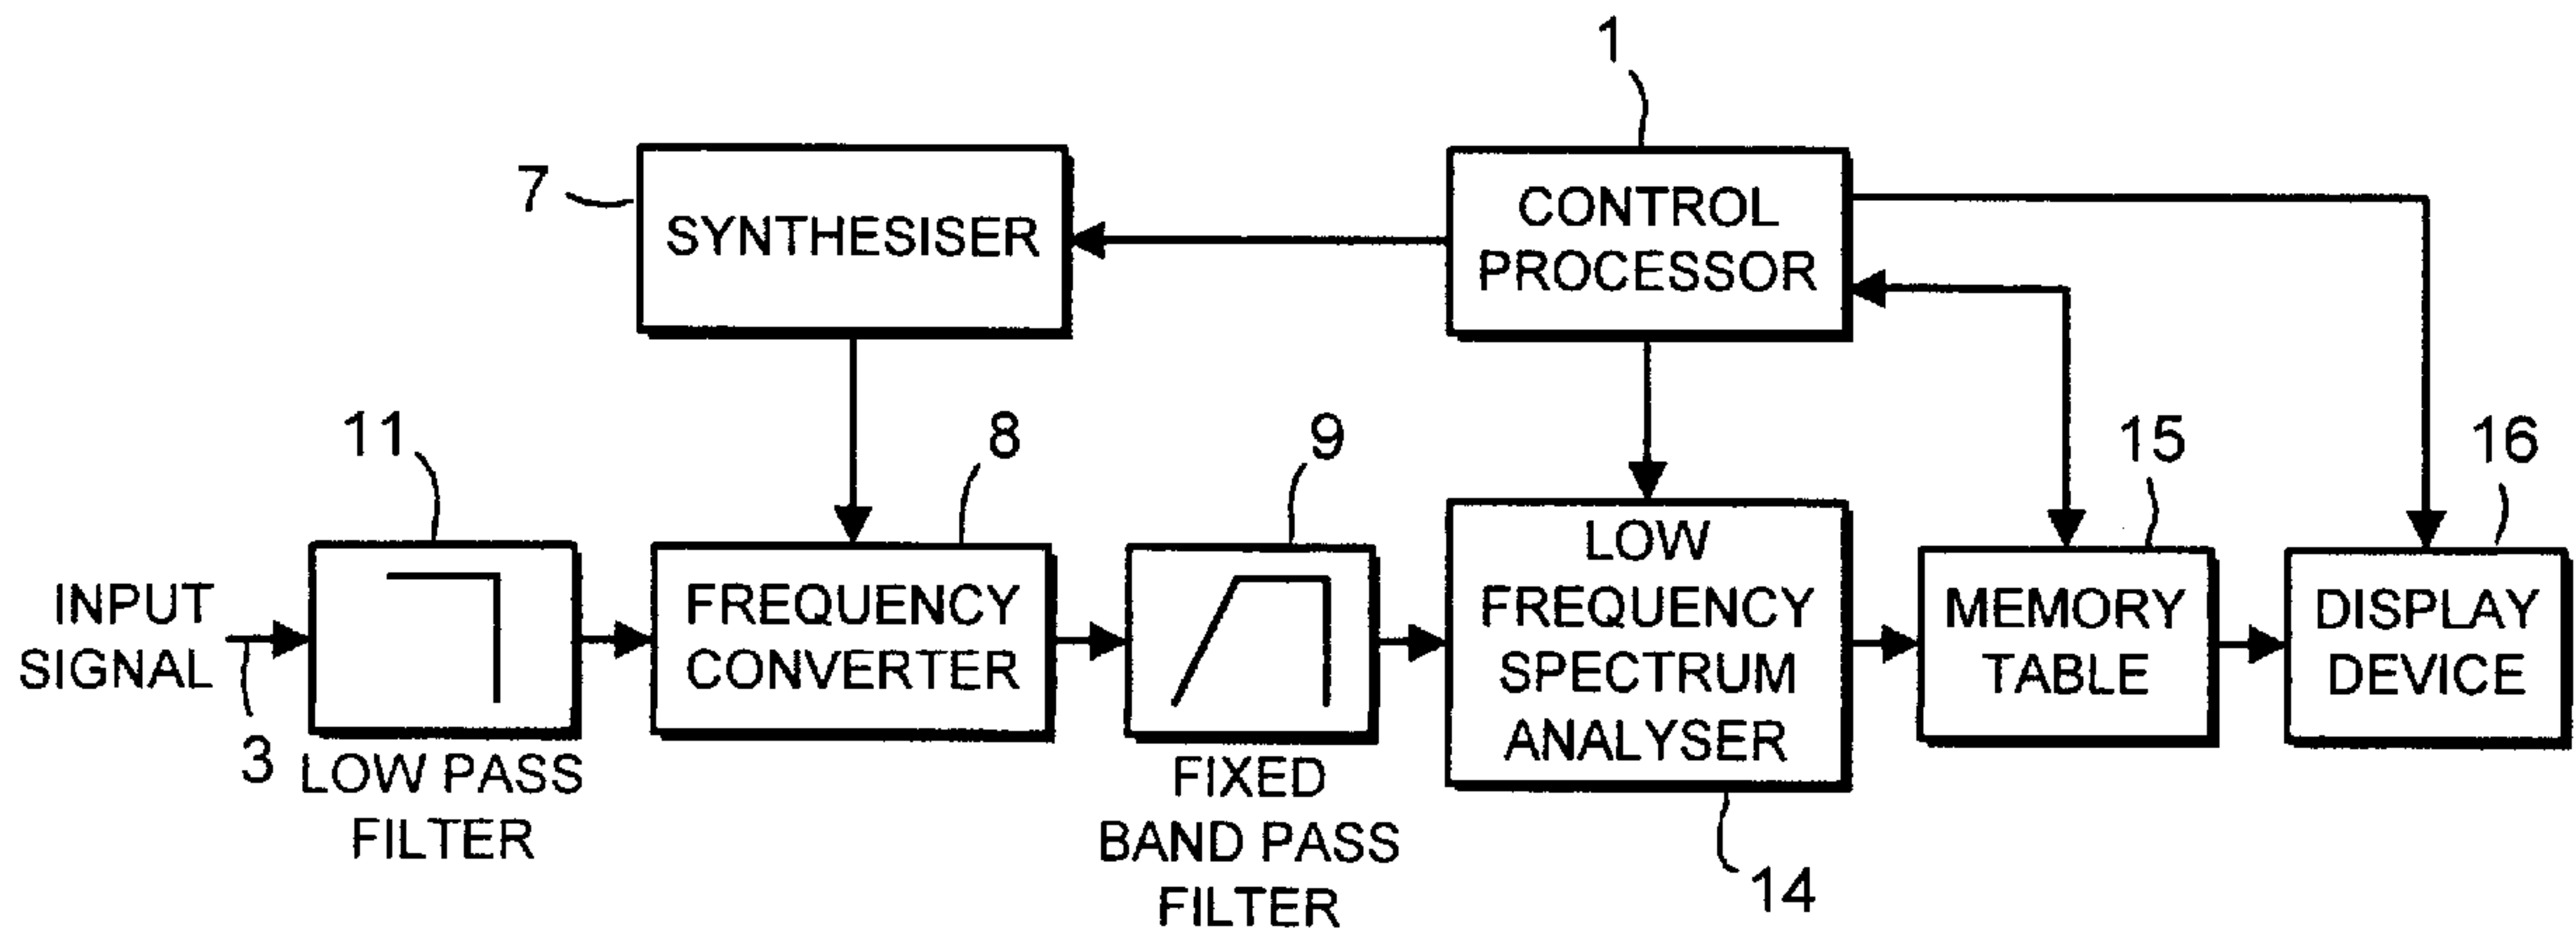 1
7
SYNTHESISER
CONTROL
PROCESSOR
11
8
9
15
16
INPUT
SIGNAL
3
LOW PASS
FILTER
FREQUENCY
CONVERTER
FIXED
BAND PASS
FILTER
LOW
FREQUENCY
SPECTRUM
ANALYSER
14
MEMORY
TABLE
DISPLAY
DEVICE